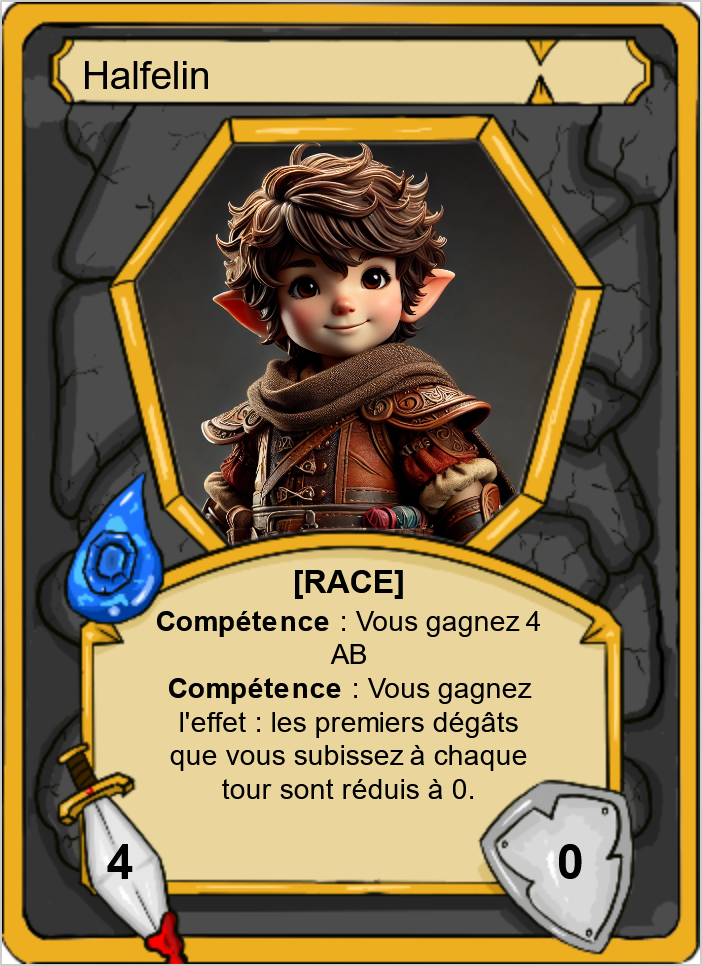 Halfelin
[RACE]
Compétence : Vous gagnez 4
AB
Compétence : Vous gagnez
l'effet : les premiers dégâts
que vous subissez à chaque
tour sont réduis à 0.
4
0